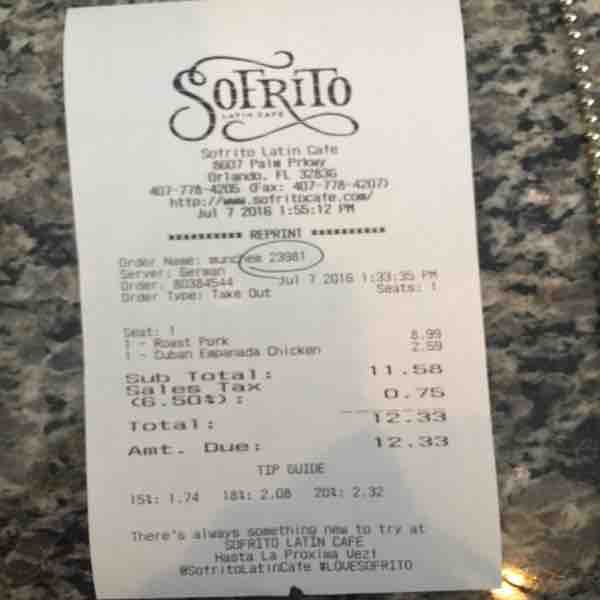 SOFRITO
LATIN CAFE
Sofrito Latin Cafe
8607 Palm Prkwy
Orlando, FL 32836
407-778-4205 (Fax: 407-778-4207)
http://www.sofritocafe.com/
Jul 7 2016 1:55:12 PM
********** REPRINT **********
Order Name: munchem 23981
Server: German
Order: 80384544 Jul 7 2016 1:33:35 PM
Order Type: Take Out Seats: 1
Seat: 1
1 - Roast Pork 8.99
1 - Cuban Empanada Chicken 2.59
Sub Total: 11.58
Sales Tax
(6.50%): 0.75
Total: 12.33
Amt. Due: 12.33
TIP GUIDE
15%: 1.74 18%: 2.08 20%: 2.32
There's always something new to try at
SOFRITO LATIN CAFE
Hasta La Proxima Vez!
@SofritoLatinCafe #LOVESOFRITO